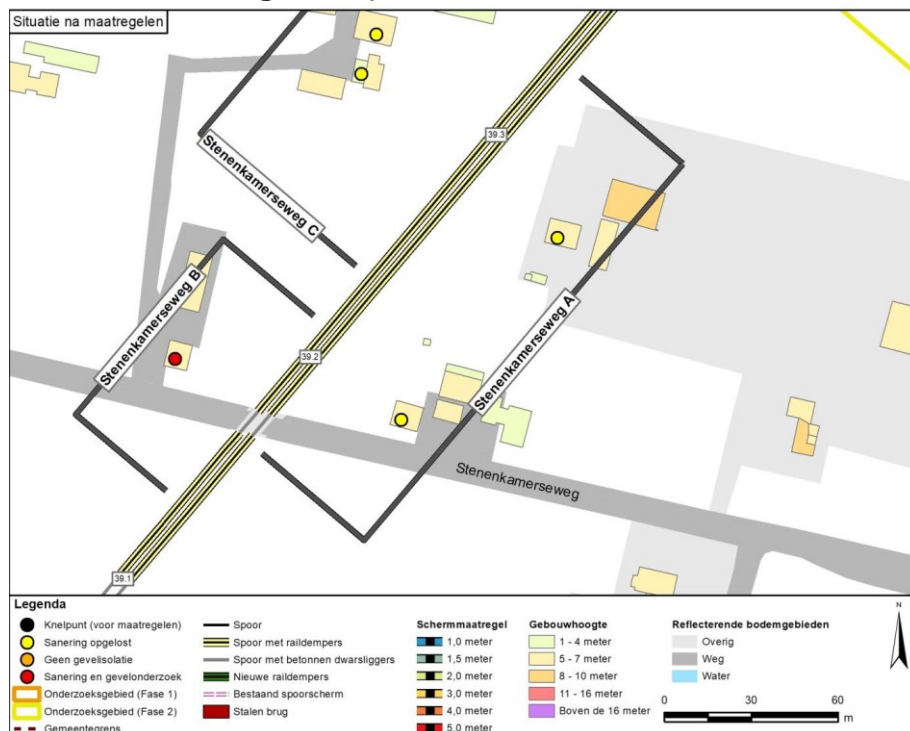 Situatie na maatregelen
39.3
Stenenkamerseweg C
Stenenkamerseweg B
Stenenkamerseweg A
39.2
Stenenkamerseweg
39.1
Legenda
Knelpunt (voor maatregelen)
Sanering opgelost
Geen gevelisolatie
Sanering en gevelonderzoek
Onderzoeksgebied (Fase 1)
Onderzoeksgebied (Fase 2)
Gemeentegrens
Spoor
Spoor met raildempers
Spoor met betonnen dwarsliggers
Nieuwe raildempers
Bestaand spoorscherm
Stalen brug
Schermmaatregel
1,0 meter
1,5 meter
2,0 meter
3,0 meter
4,0 meter
5,0 meter
Gebouwhoogte
1 - 4 meter
5 - 7 meter
8 - 10 meter
11 - 16 meter
Boven de 16 meter
Reflecterende bodemgebieden
Overig
Weg
Water
N
0 30 60
m